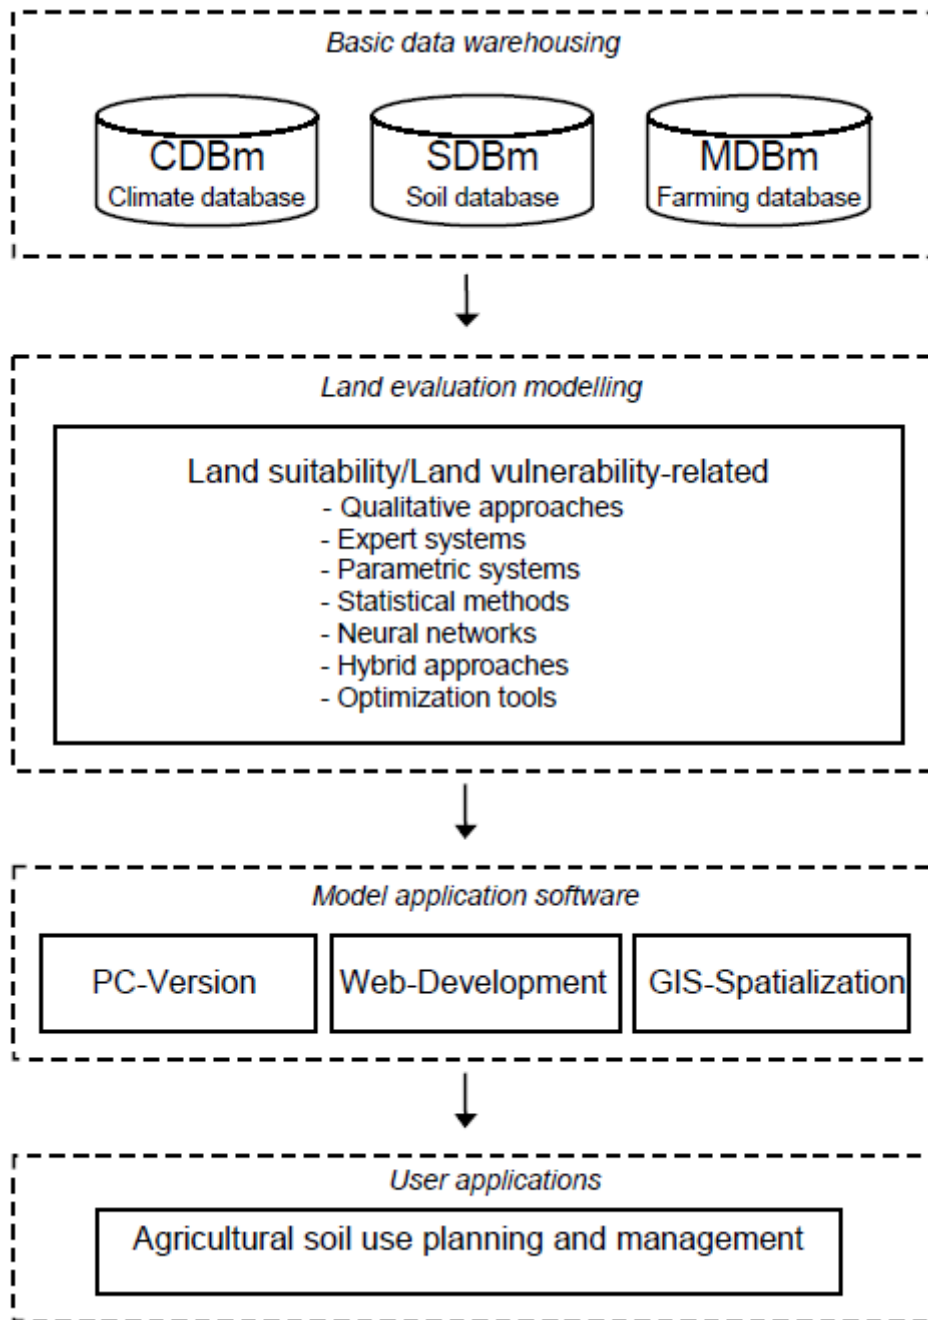 Basic data warehousing
CDBm
Climate database
SDBm
Soil database
MDBm
Farming database
Land evaluation modelling
Land suitability/Land vulnerability-related
- Qualitative approaches
- Expert systems
- Parametric systems
- Statistical methods
- Neural networks
- Hybrid approaches
- Optimization tools
Model application software
PC-Version
Web-Development
GIS-Spatialization
User applications
Agricultural soil use planning and management